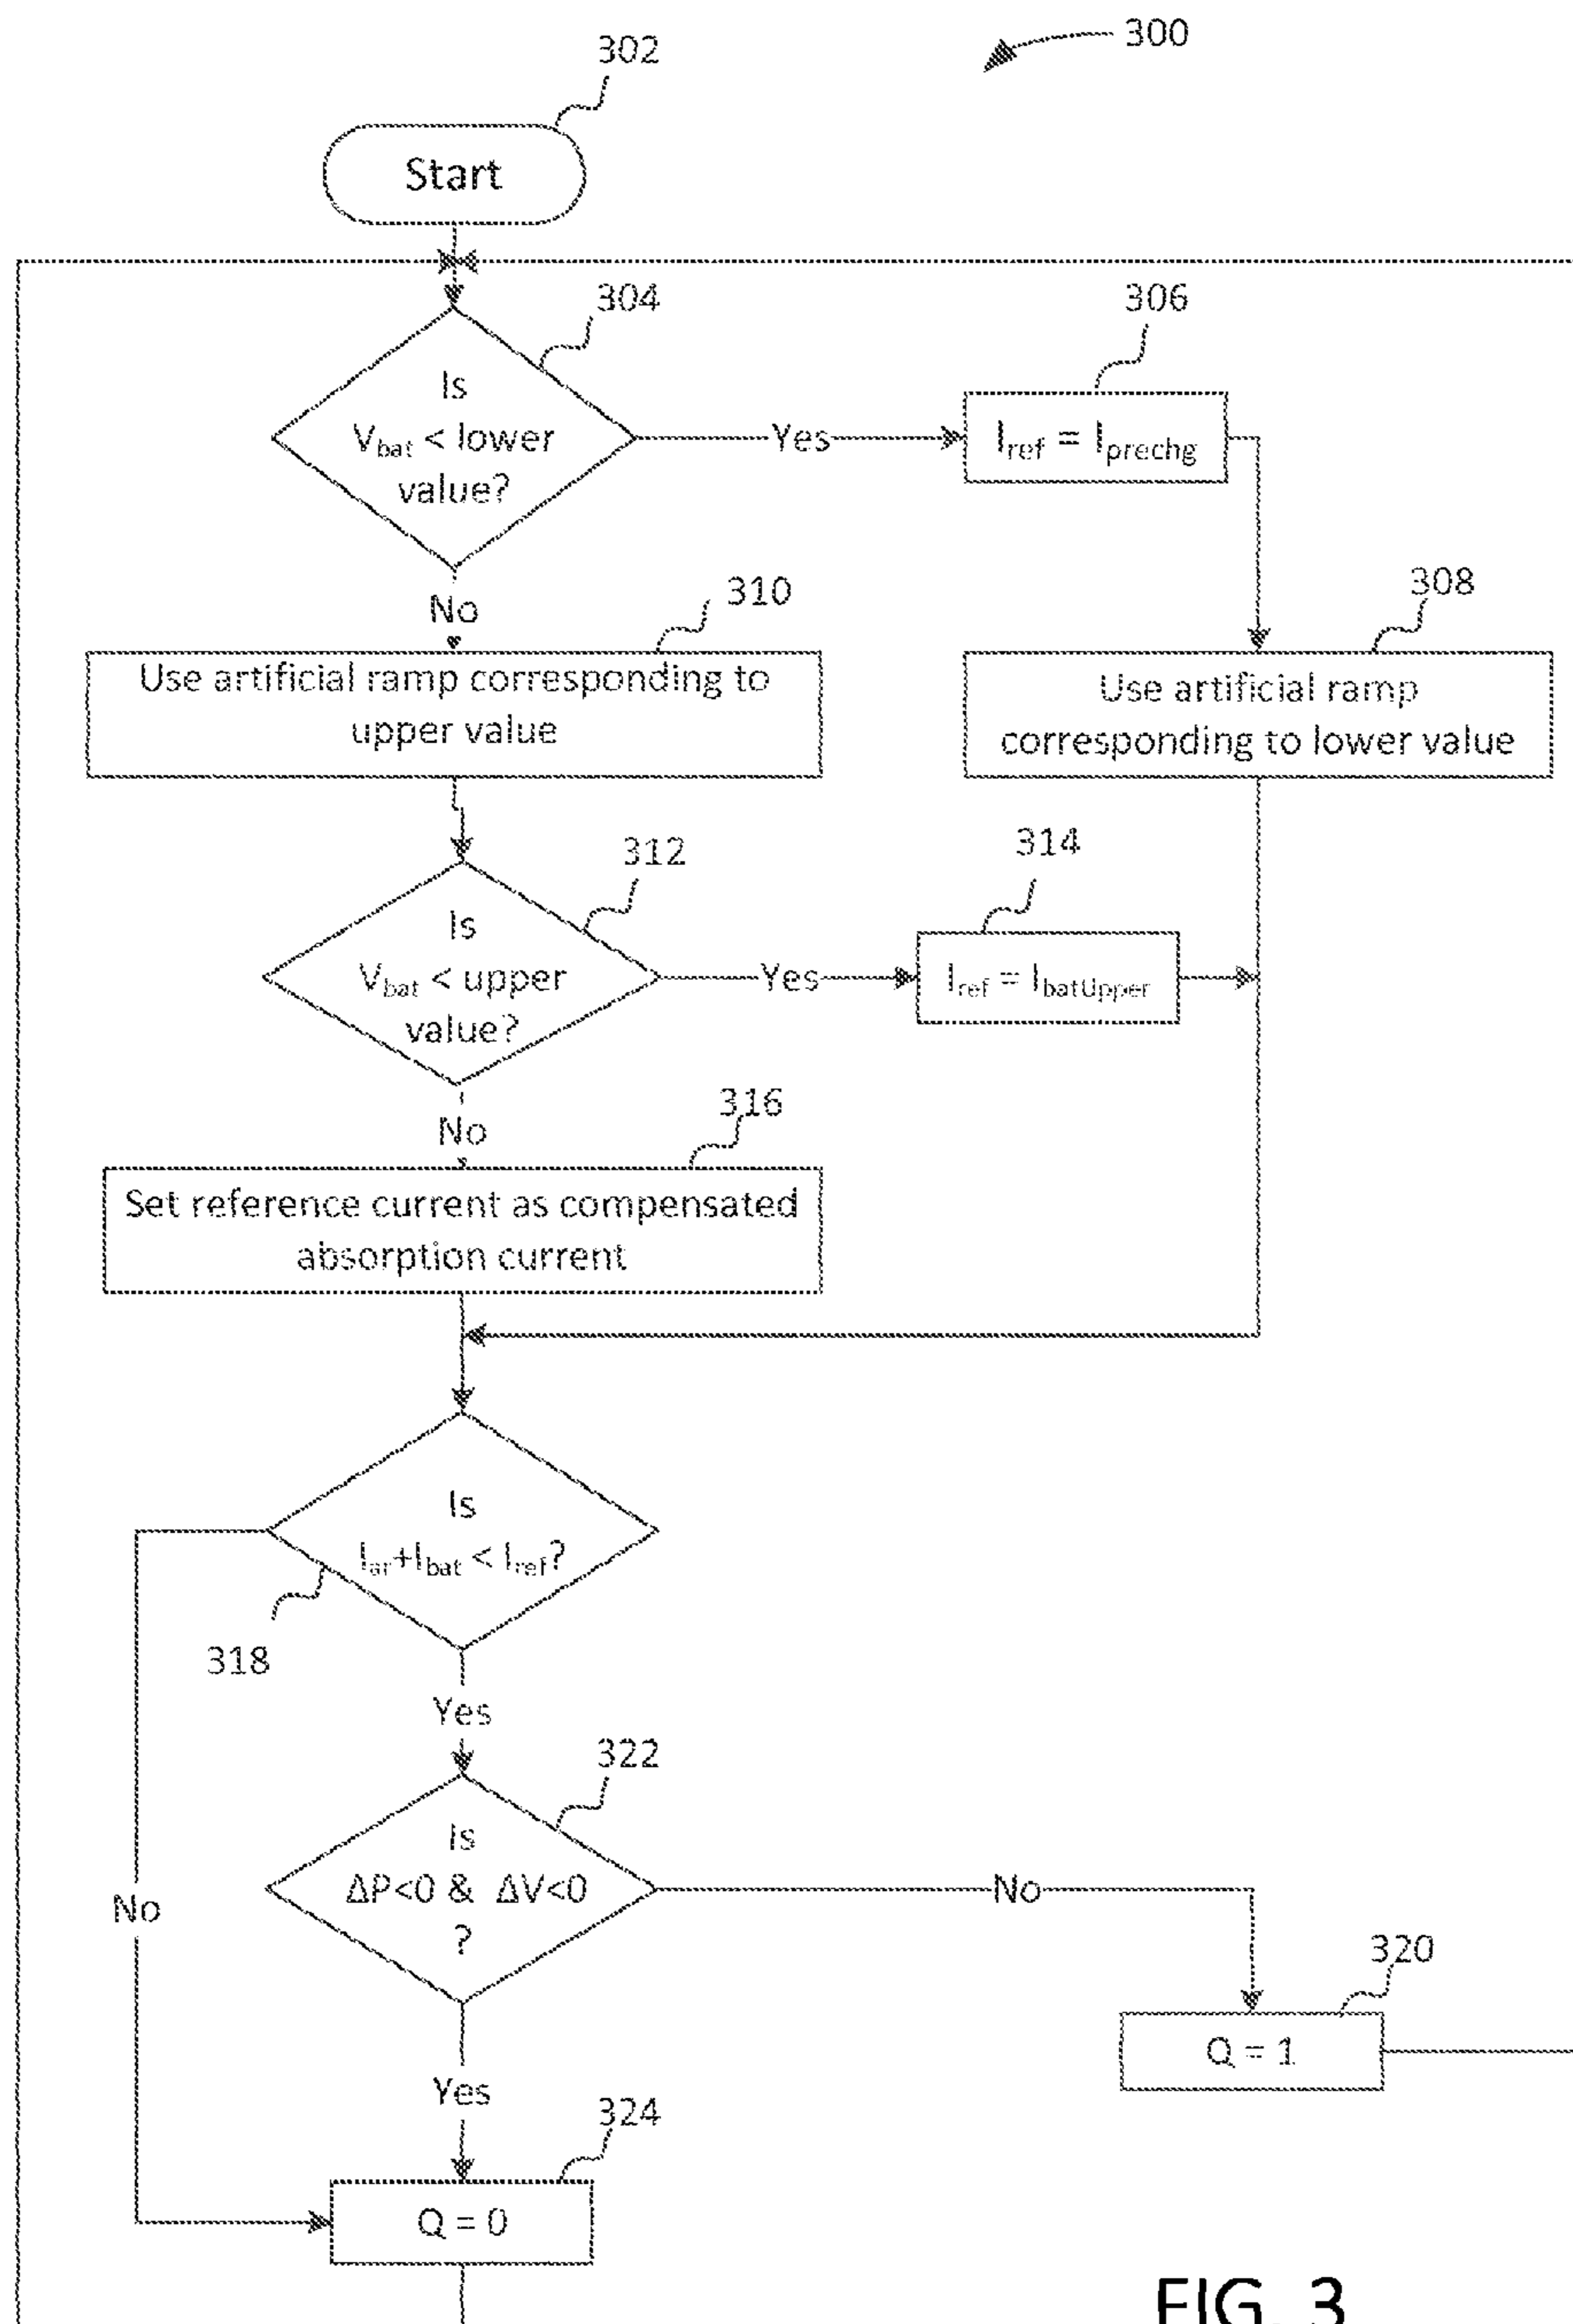 300
302
Start
304
Is
Vbat < lower
value?
Yes
306
Iref = Iprechg
No
310
Use artificial ramp corresponding to
upper value
308
Use artificial ramp
corresponding to lower value
312
Is
Vbat < upper
value?
Yes
314
Iref = IbatUpper
No
316
Set reference current as compensated
absorption current
Is
Iar+Ibat < Iref?
318
Yes
322
Is
ΔP<0 & ΔV<0
?
No
No
320
Q = 1
Yes
324
Q = 0
FIG. 3